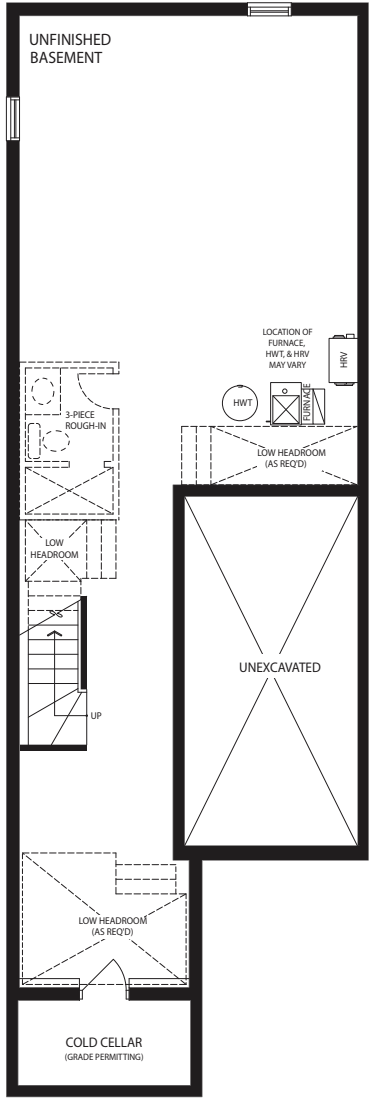 UNFINISHED
BASEMENT
LOCATION OF
FURNACE,
HWT, & HRV
MAY VARY
HRV
HWT
FURNACE
3-PIECE
ROUGH-IN
LOW HEADROOM
(AS REQ'D)
LOW
HEADROOM
UNEXCAVATED
UP
LOW HEADROOM
(AS REQ'D)
COLD CELLAR
(GRADE PERMITTING)